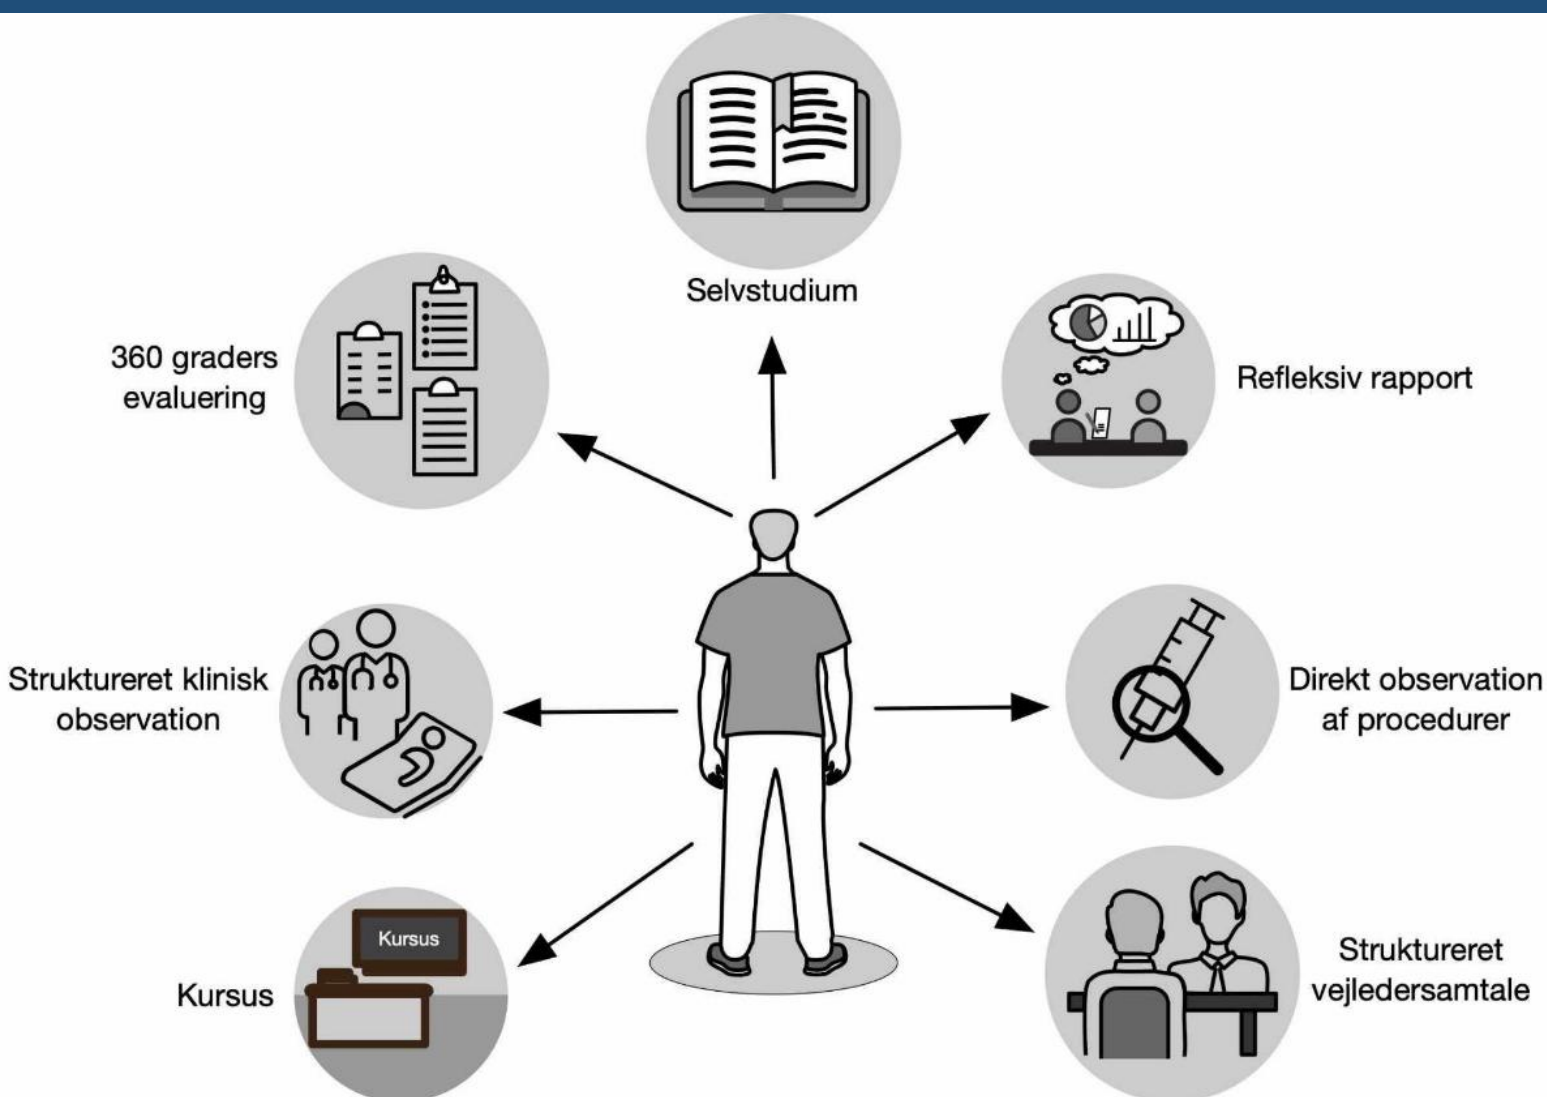 Selvstudium
360 graders
evaluering
Refleksiv rapport
Struktureret klinisk
observation
Direkt observation
af procedurer
Kursus
Kursus
Struktureret
vejledersamtale